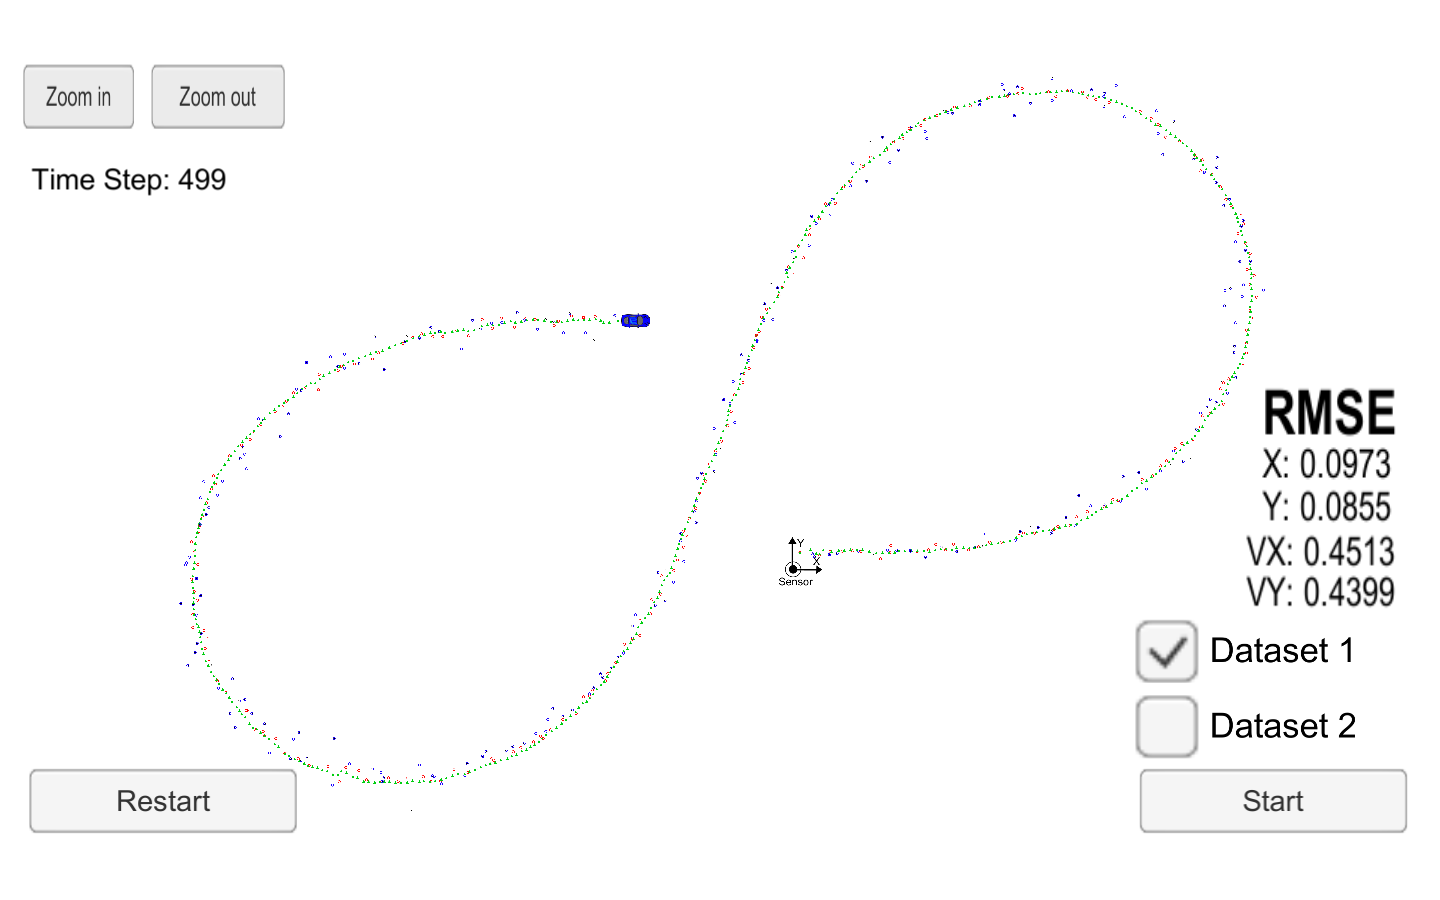 Zoom in
Zoom out
Time Step: 499
RMSE
X: 0.0973
Y: 0.0855
VX: 0.4513
VY: 0.4399
Y
X
Sensor
Dataset 1
Dataset 2
Restart
Start